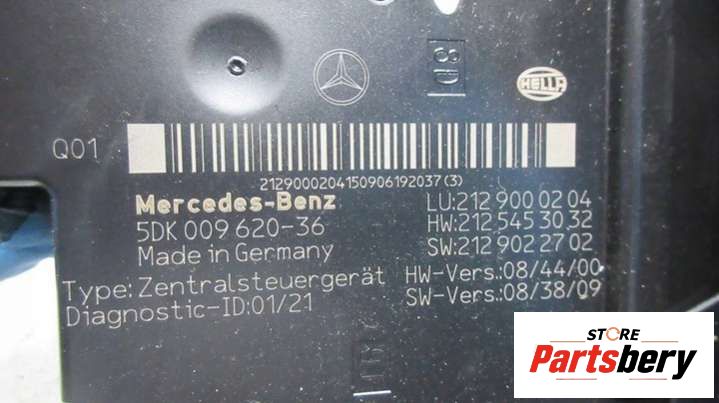 HELLA
Q01
2129000204150906192037(3)
Mercedes-Benz
LU:212 900 02 04
5DK 009 620-36
HW:212 545 30 32
Made in Germany
SW:212 902 27 02
Type: Zentralsteuergerät
HW-Vers.:08/44/00
Diagnostic-ID:01/21
SW-Vers.:08/38/09
STORE
Partsbery